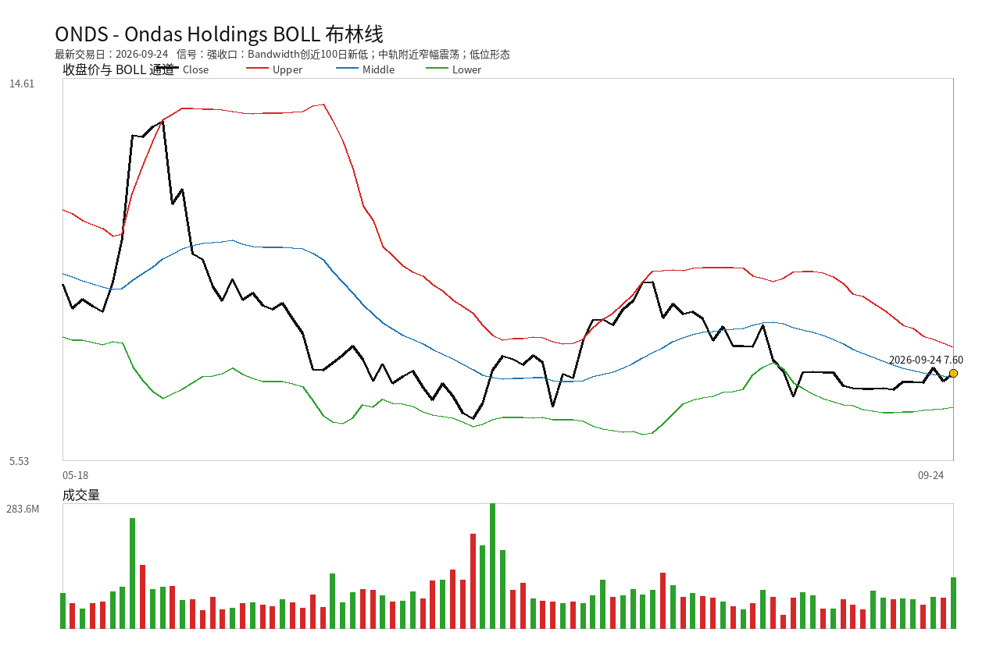 ONDS - Ondas Holdings BOLL 布林线
最新交易日：2026-09-24 信号：强收口；Bandwidth创近100日新低；中轨附近窄幅震荡；低位形态
收盘价与 BOLL 通道 Close Upper Middle Lower
14.61
2026-09-24 7.60
5.53
05-18 09-24
成交量
283.6M